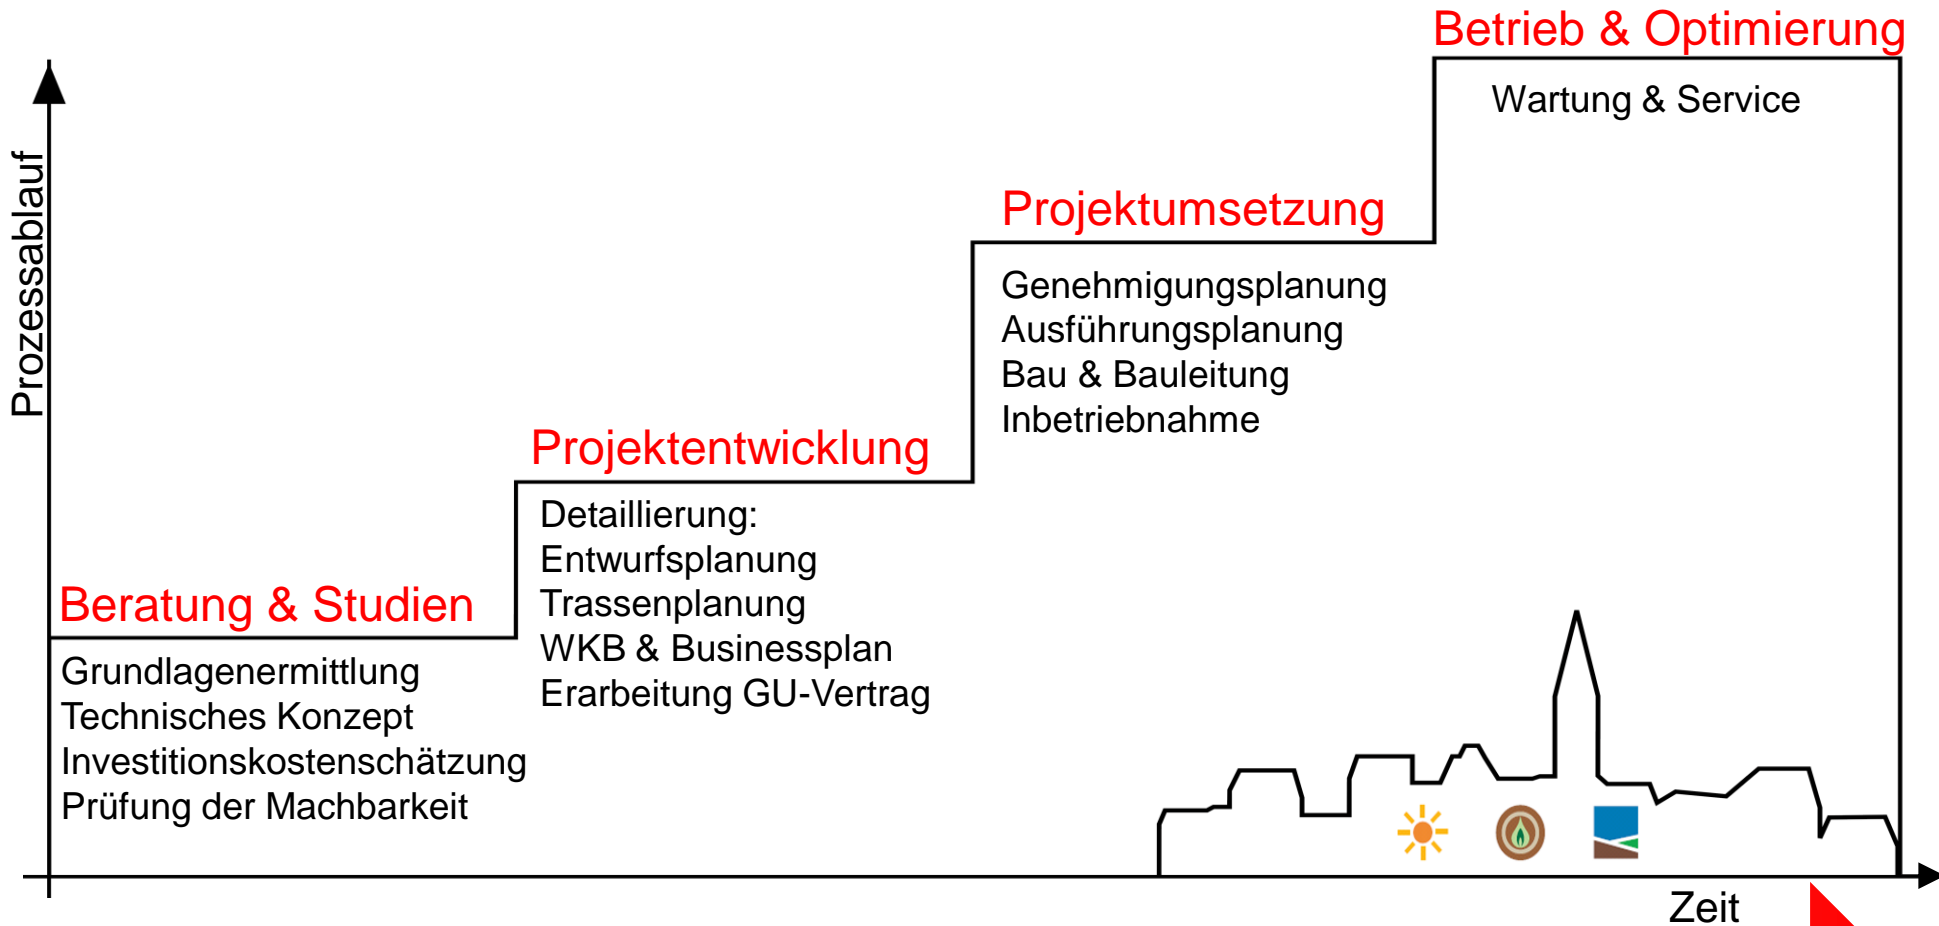 Prozessablauf
Beratung & Studien
Grundlagenermittlung
Technisches Konzept
Investitionskostenschätzung
Prüfung der Machbarkeit
Projektentwicklung
Detaillierung:
Entwurfsplanung
Trassenplanung
WKB & Businessplan
Erarbeitung GU-Vertrag
Projektumsetzung
Genehmigungsplanung
Ausführungsplanung
Bau & Bauleitung
Inbetriebnahme
Betrieb & Optimierung
Wartung & Service
Zeit